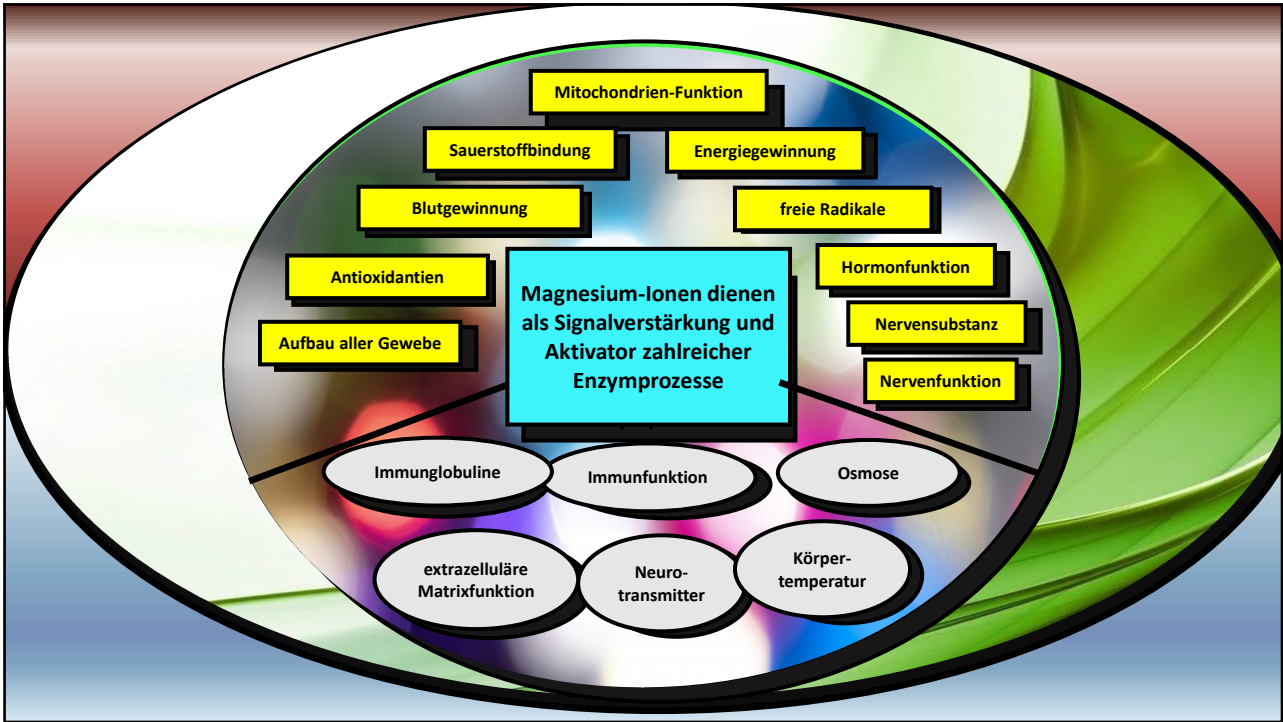 Mitochondrien-Funktion
Sauerstoffbindung
Energiegewinnung
Blutgewinnung
freie Radikale
Antioxidantien
Hormonfunktion
Magnesium-Ionen dienen
als Signalverstärkung und
Aktivator zahlreicher
Enzymprozesse
Nervensubstanz
Aufbau aller Gewebe
Nervenfunktion
Immunglobuline
Immunfunktion
Osmose
extrazelluläre
Matrixfunktion
Neuro-
transmitter
Körper-
temperatur